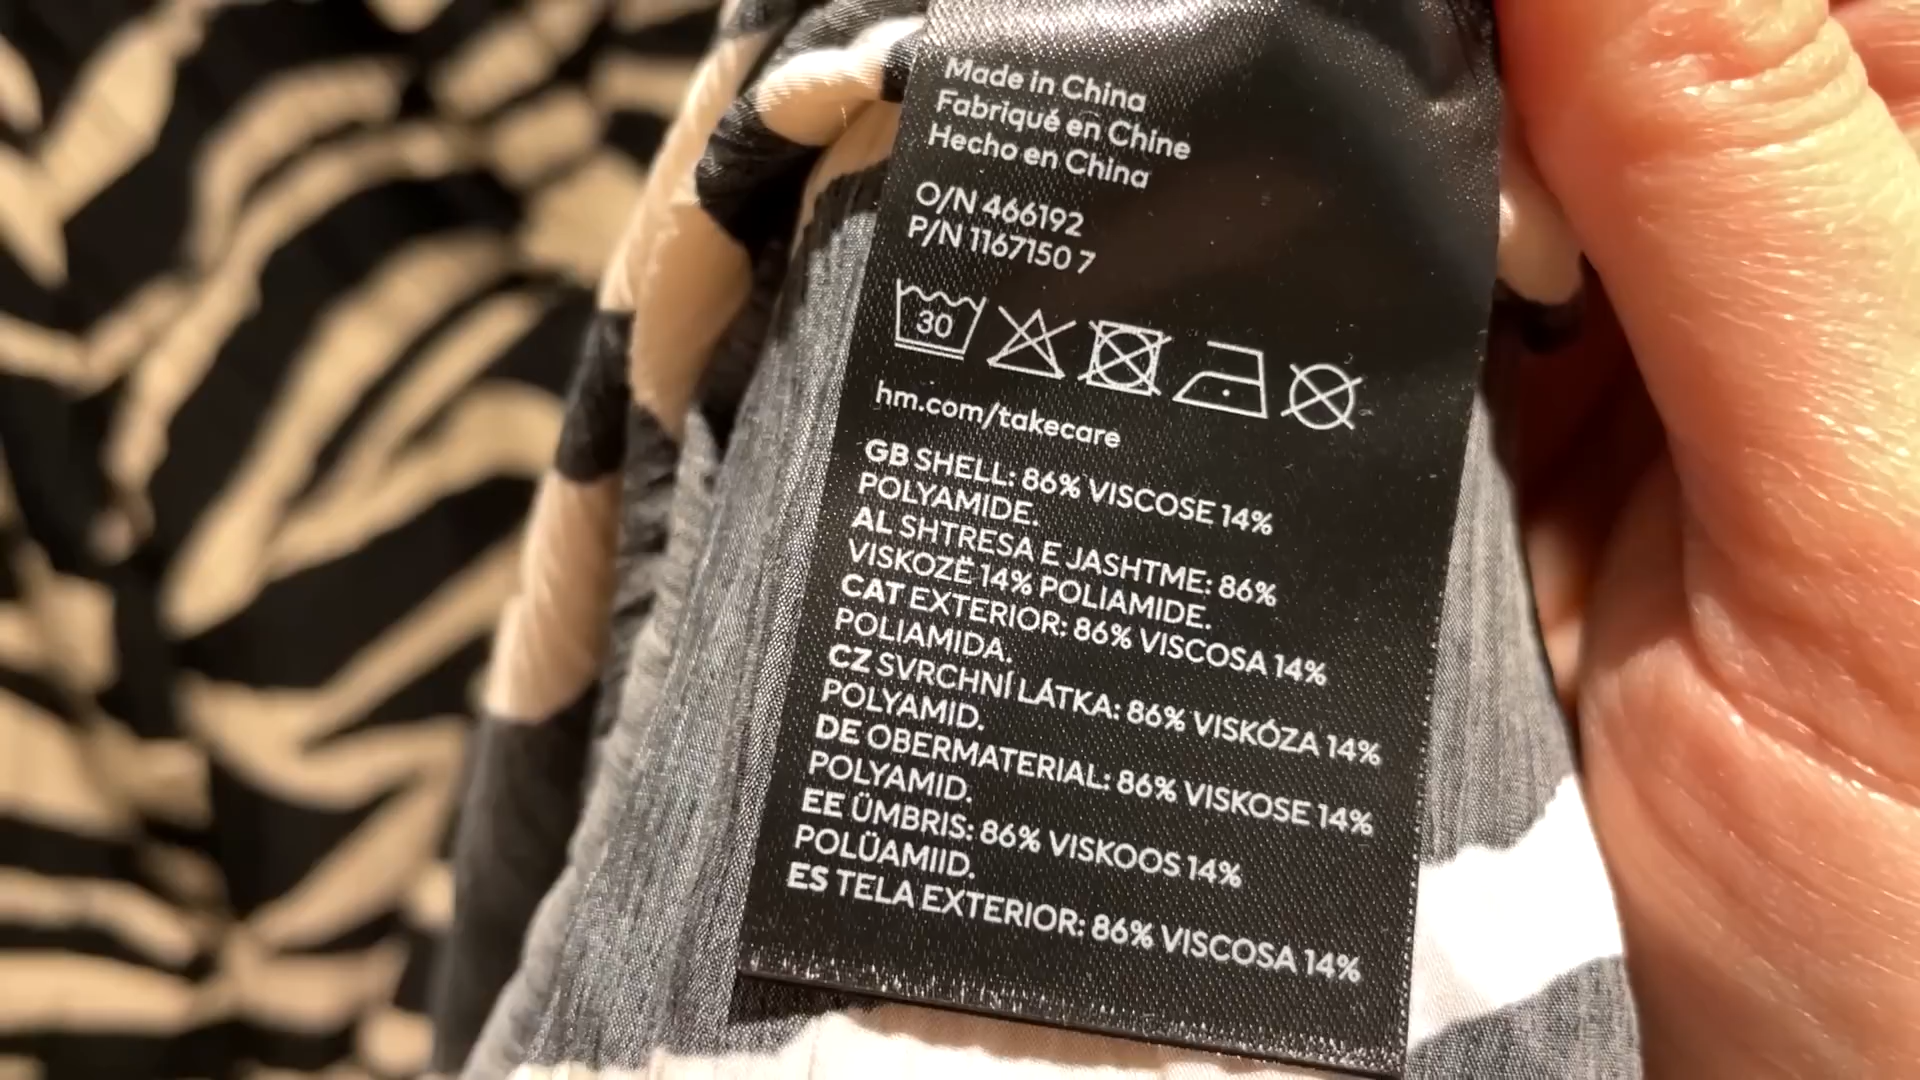 Made in China
Fabriqué en Chine
Hecho en China
O/N 466192
P/N 1167150 7
30
hm.com/takecare
GB SHELL: 86% VISCOSE 14%
POLYAMIDE.
AL SHTRESA E JASHTME: 86%
VISKOZË 14% POLIAMIDE.
CAT EXTERIOR: 86% VISCOSA 14%
POLIAMIDA.
CZ SVRCHNÍ LÁTKA: 86% VISKÓZA 14%
POLYAMID.
DE OBERMATERIAL: 86% VISKOSE 14%
POLYAMID.
EE ÜMBRIS: 86% VISKOOS 14%
POLÜAMIID.
ES TELA EXTERIOR: 86% VISCOSA 14%